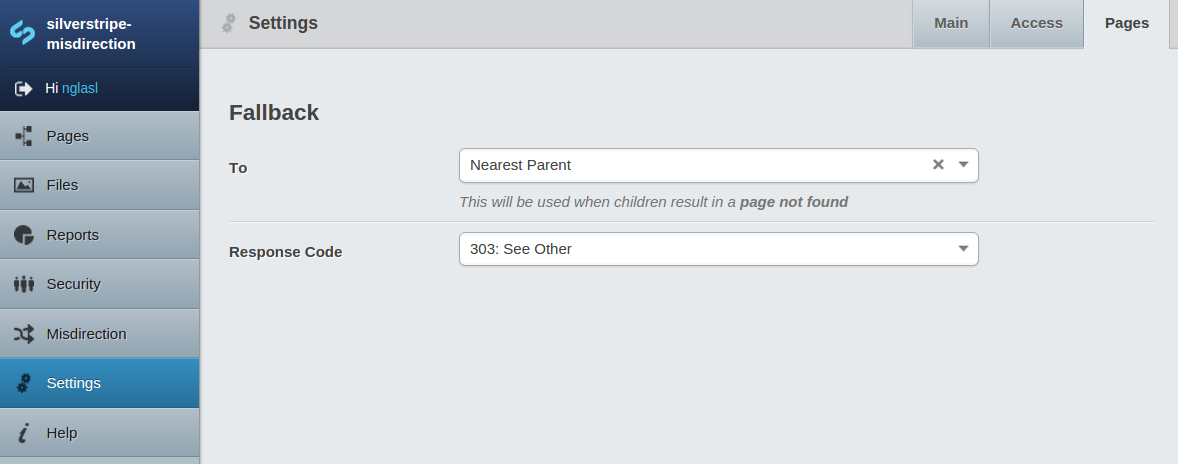 silverstripe-
misdirection
Hi nglasl
Pages
Files
Reports
Security
Misdirection
Settings
Help
Settings
Main
Access
Pages
Fallback
To
Nearest Parent
This will be used when children result in a page not found
Response Code
303: See Other